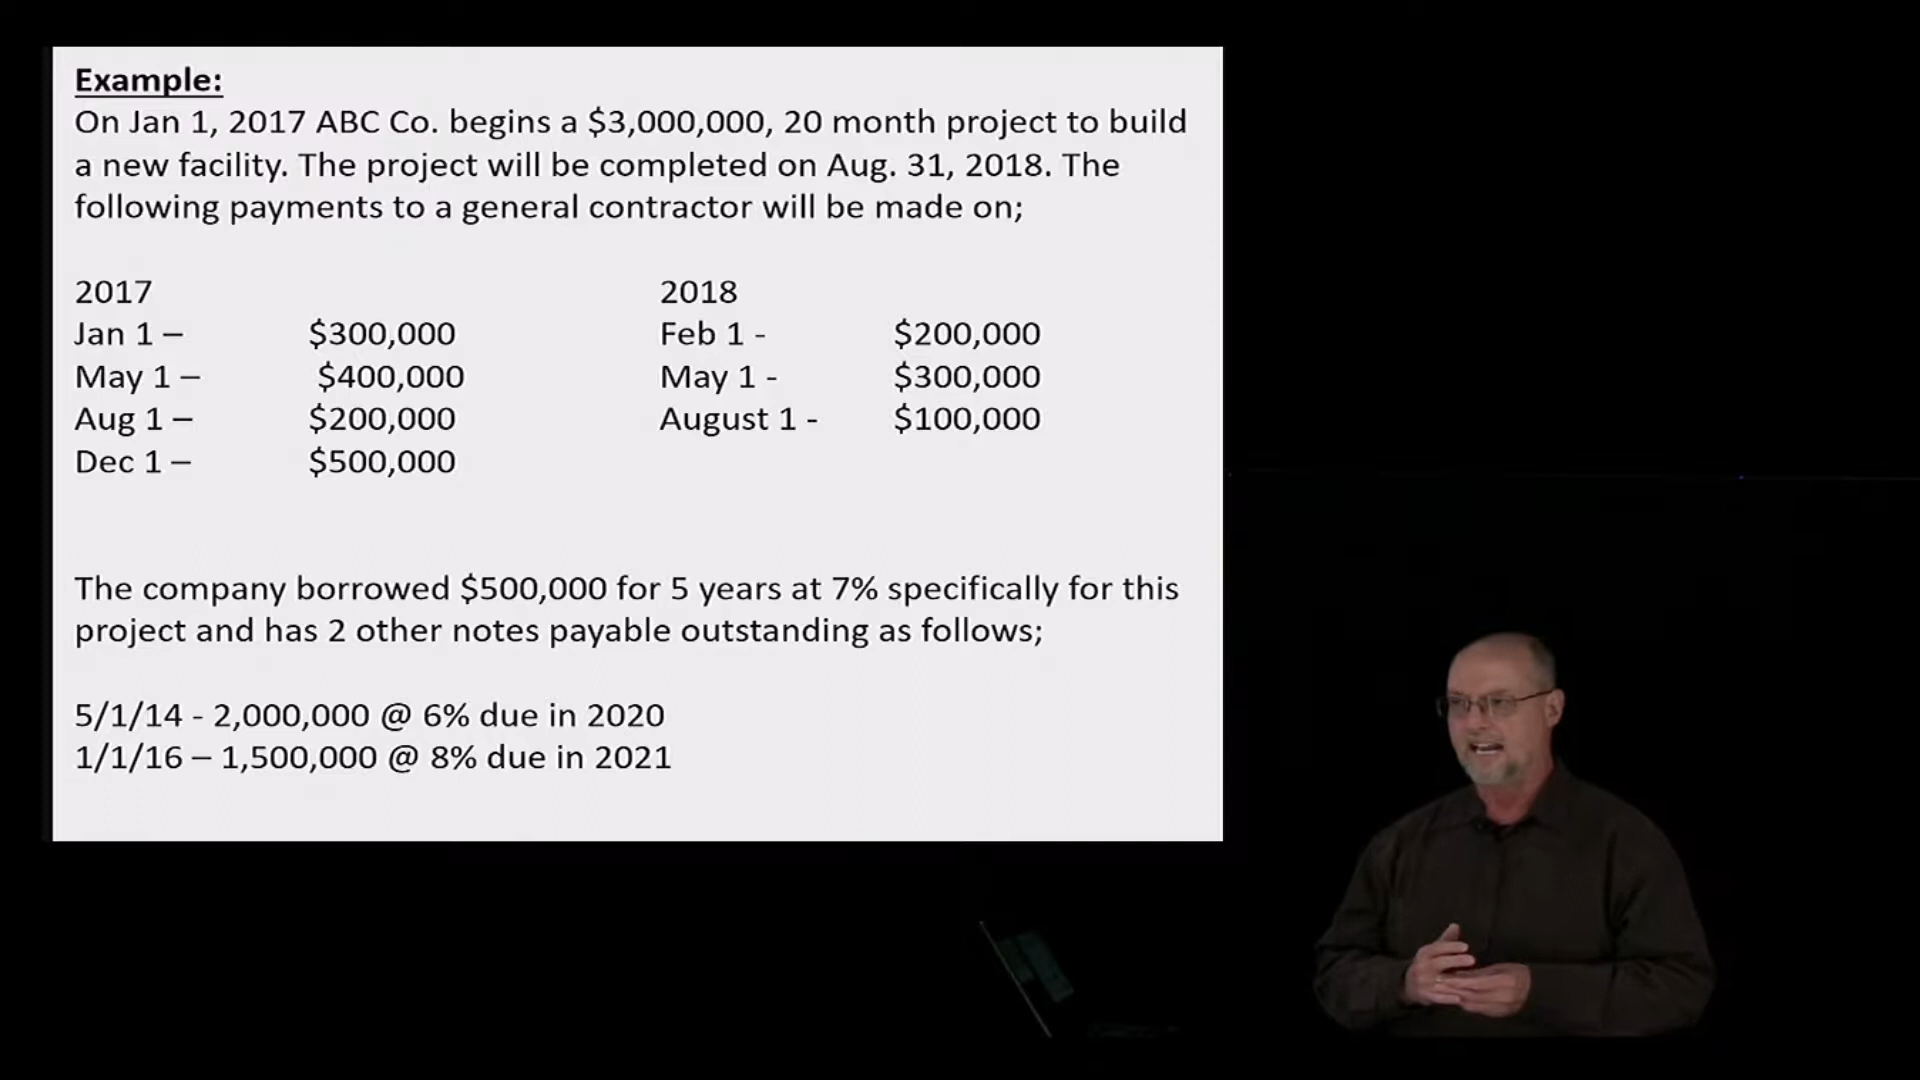 Example:
On Jan 1, 2017 ABC Co. begins a $3,000,000, 20 month project to build
a new facility. The project will be completed on Aug. 31, 2018. The
following payments to a general contractor will be made on;
2017 2018
Jan 1 – $300,000 Feb 1 - $200,000
May 1 – $400,000 May 1 - $300,000
Aug 1 – $200,000 August 1 - $100,000
Dec 1 – $500,000
The company borrowed $500,000 for 5 years at 7% specifically for this
project and has 2 other notes payable outstanding as follows;
5/1/14 - 2,000,000 @ 6% due in 2020
1/1/16 – 1,500,000 @ 8% due in 2021